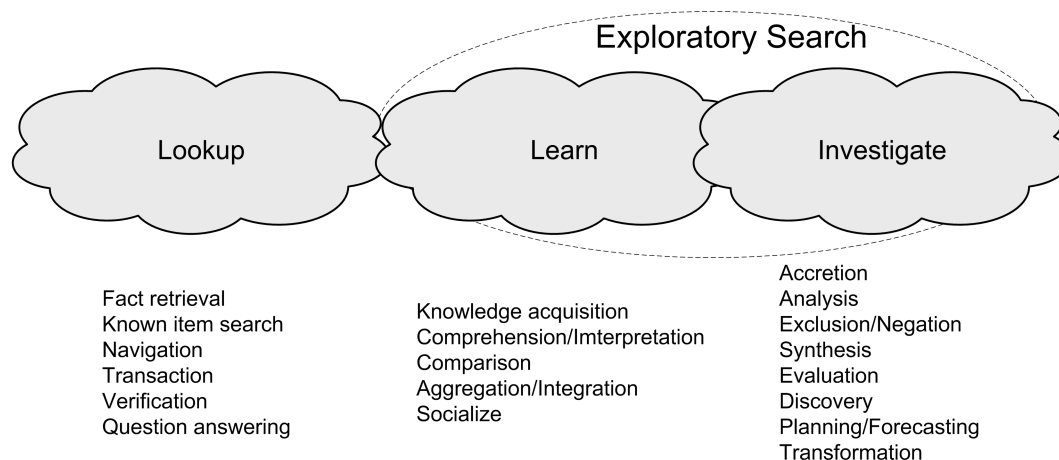 Exploratory Search
Lookup
Learn
Investigate
Fact retrieval
Known item search
Navigation
Transaction
Verification
Question answering
Knowledge acquisition
Comprehension/Imterpretation
Comparison
Aggregation/Integration
Socialize
Accretion
Analysis
Exclusion/Negation
Synthesis
Evaluation
Discovery
Planning/Forecasting
Transformation